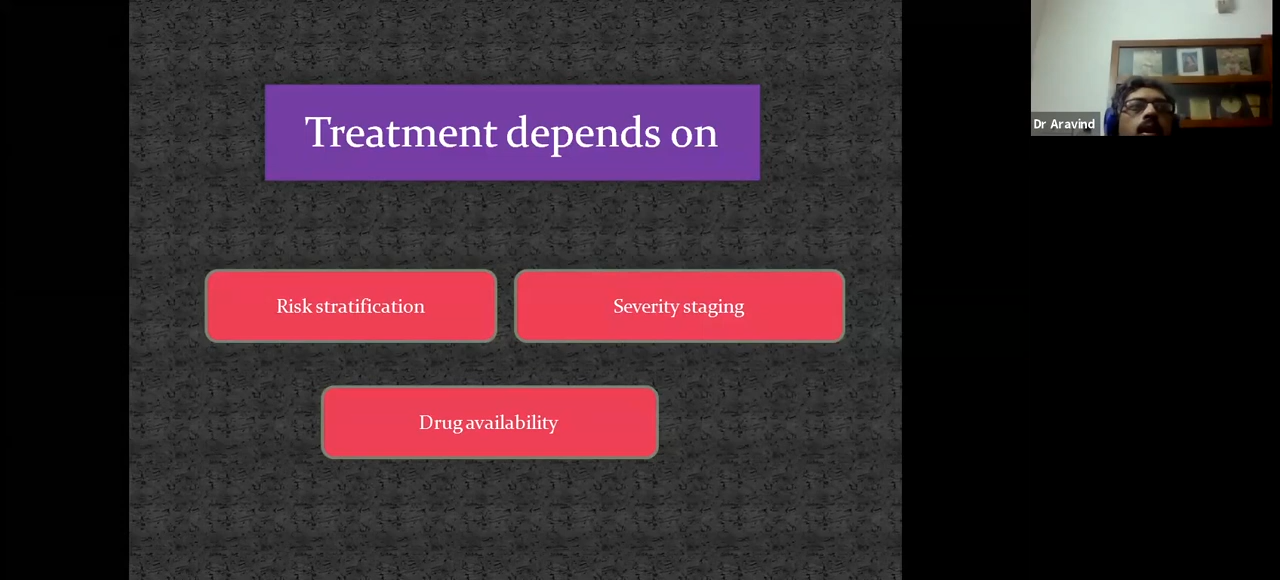 Treatment depends on
Dr Aravind
Risk stratification
Severity staging
Drug availability